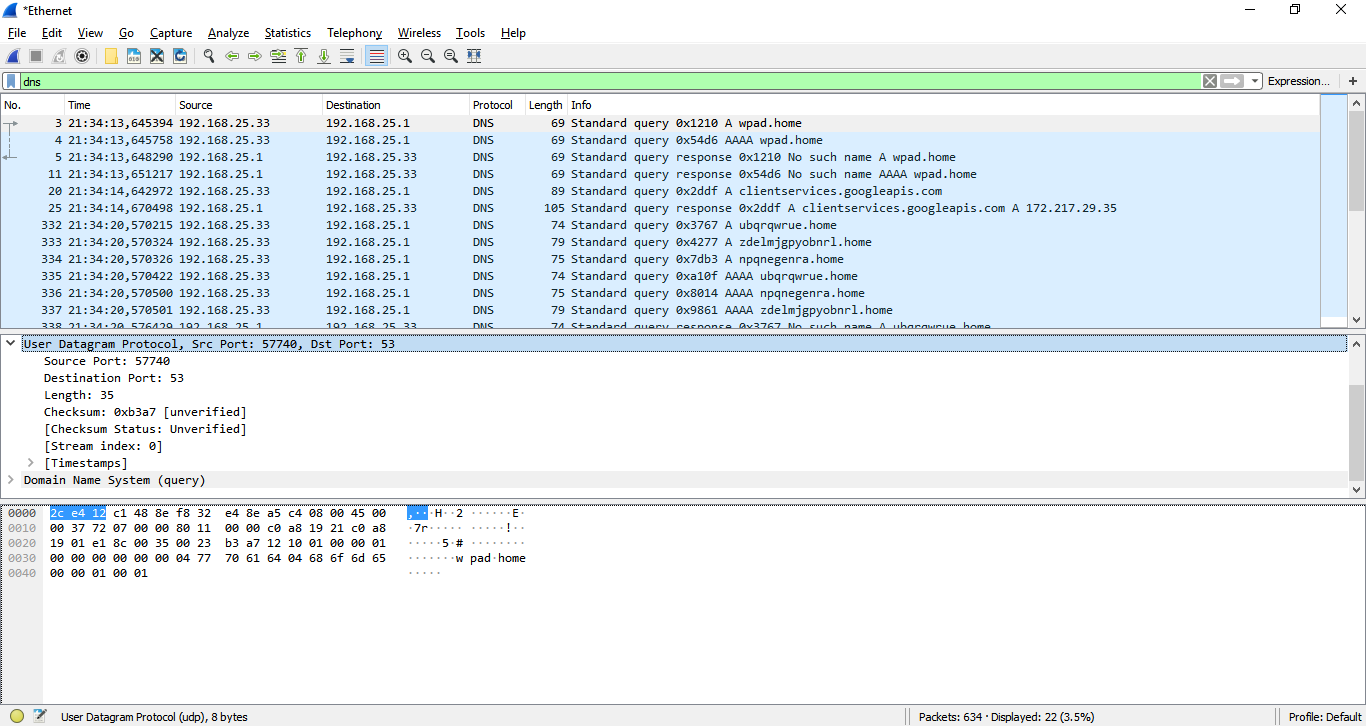 *Ethernet
File Edit View Go Capture Analyze Statistics Telephony Wireless Tools Help
dns Expression... +
No. Time Source Destination Protocol Length Info
3 21:34:13,645394 192.168.25.33 192.168.25.1 DNS 69 Standard query 0x1210 A wpad.home
4 21:34:13,645758 192.168.25.33 192.168.25.1 DNS 69 Standard query 0x54d6 AAAA wpad.home
5 21:34:13,648290 192.168.25.1 192.168.25.33 DNS 69 Standard query response 0x1210 No such name A wpad.home
11 21:34:13,651217 192.168.25.1 192.168.25.33 DNS 69 Standard query response 0x54d6 No such name AAAA wpad.home
20 21:34:14,642972 192.168.25.33 192.168.25.1 DNS 89 Standard query 0x2ddf A clientservices.googleapis.com
25 21:34:14,670498 192.168.25.1 192.168.25.33 DNS 105 Standard query response 0x2ddf A clientservices.googleapis.com A 172.217.29.35
332 21:34:20,570215 192.168.25.33 192.168.25.1 DNS 74 Standard query 0x3767 A ubqrqwrue.home
333 21:34:20,570324 192.168.25.33 192.168.25.1 DNS 79 Standard query 0x4277 A zdelmjgpyobnrl.home
334 21:34:20,570326 192.168.25.33 192.168.25.1 DNS 75 Standard query 0x7db3 A npqnegenra.home
335 21:34:20,570422 192.168.25.33 192.168.25.1 DNS 74 Standard query 0xa10f AAAA ubqrqwrue.home
336 21:34:20,570500 192.168.25.33 192.168.25.1 DNS 75 Standard query 0x8014 AAAA npqnegenra.home
337 21:34:20,570501 192.168.25.33 192.168.25.1 DNS 79 Standard query 0x9861 AAAA zdelmjgpyobnrl.home
338 21:34:20,576429 192.168.25.1 192.168.25.33 DNS 74 Standard query response 0x3767 No such name A ubqrqwrue.home
User Datagram Protocol, Src Port: 57740, Dst Port: 53
Source Port: 57740
Destination Port: 53
Length: 35
Checksum: 0xb3a7 [unverified]
[Checksum Status: Unverified]
[Stream index: 0]
[Timestamps]
Domain Name System (query)
0000 2c e4 12 c1 48 8e f8 32 e4 8e a5 c4 08 00 45 00 ,··H··2 ······E·
0010 00 37 72 07 00 00 80 11 00 00 c0 a8 19 21 c0 a8 ·7r····· ·····!··
0020 19 01 e1 8c 00 35 00 23 b3 a7 12 10 01 00 00 01 ·····5·# ········
0030 00 00 00 00 00 00 04 77 70 61 64 04 68 6f 6d 65 ·······w pad·home
0040 00 00 01 00 01 ·····
User Datagram Protocol (udp), 8 bytes Packets: 634 · Displayed: 22 (3.5%) Profile: Default